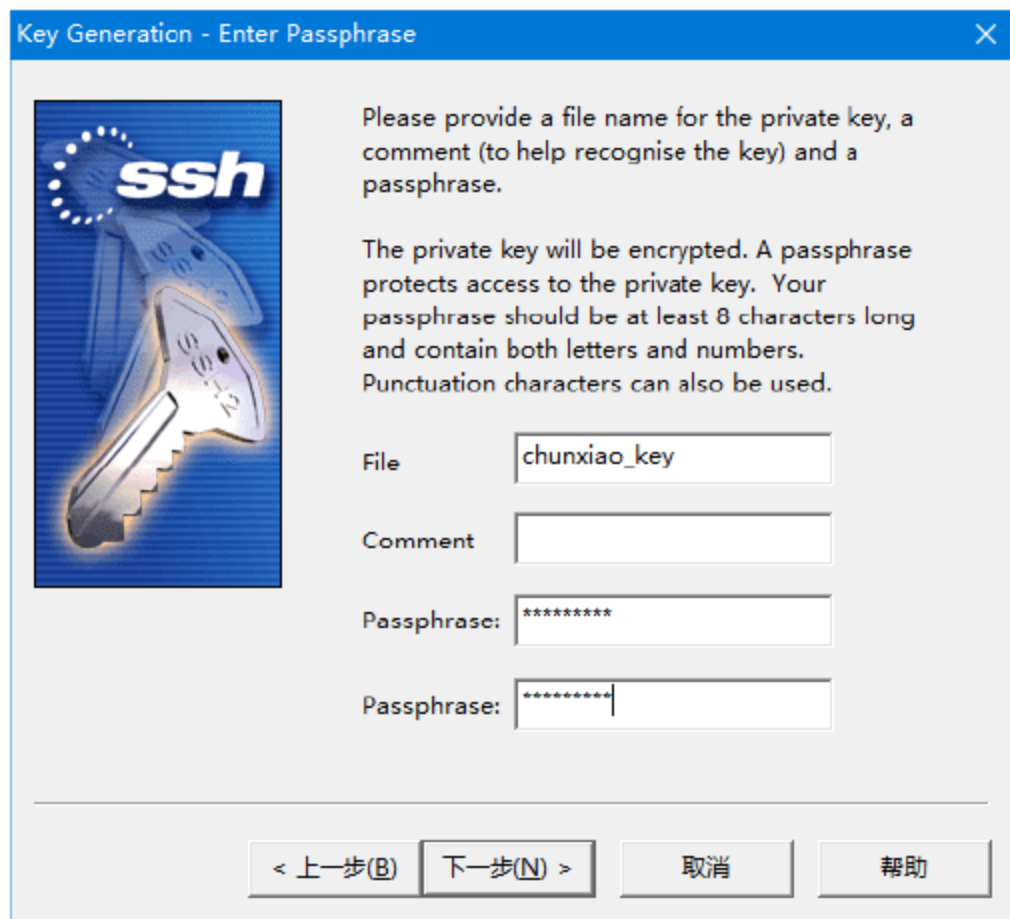 Key Generation - Enter Passphrase
ssh
Please provide a file name for the private key, a
comment (to help recognise the key) and a
passphrase.
The private key will be encrypted. A passphrase
protects access to the private key.  Your
passphrase should be at least 8 characters long
and contain both letters and numbers.
Punctuation characters can also be used.
File chunxiao_key
Comment
Passphrase: *********
Passphrase: *********
< 上一步(B) 下一步(N) > 取消 帮助